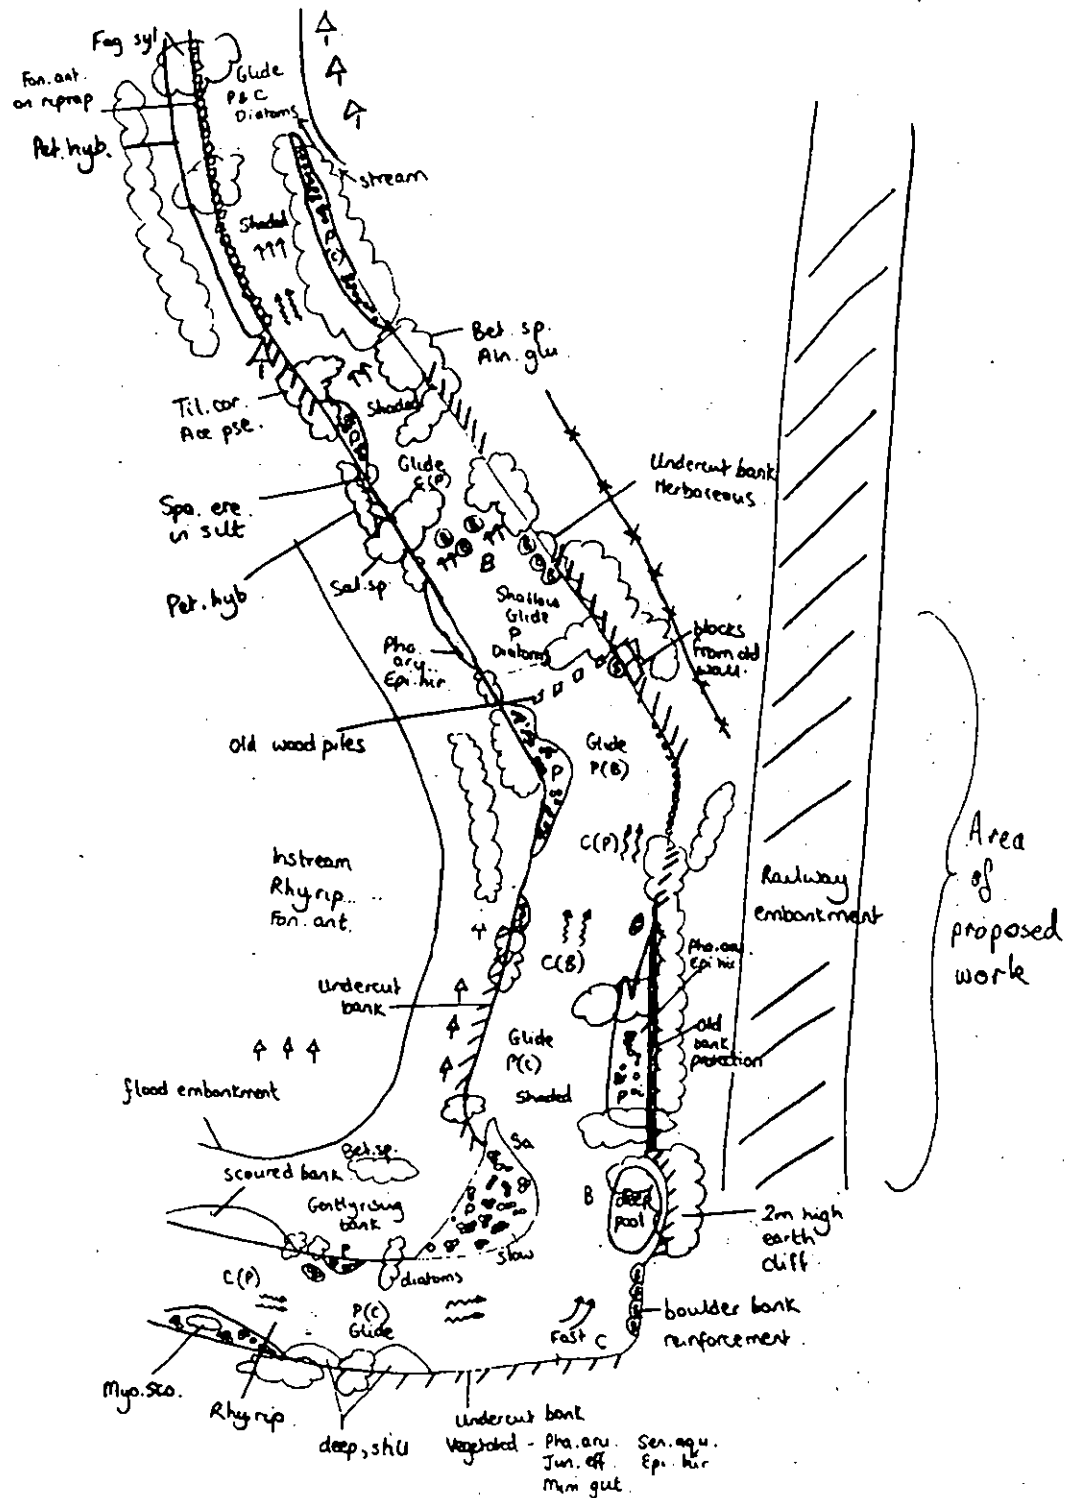 Fag syl
Fon. ant.
on riprap
Pet. hyb.
Glide
P & C
Diatoms
stream
Shaded
Bet. sp.
Aln. glu.
Til. cor.
Ace pse.
Shaded
Glide
C(P)
Undercut bank
Herbaceous
Spa. ere
in silt
Pet. hyb
Sal. sp.
B
B
B
B
B
Shallow
Glide
P
Diatoms
Pha.
aru.
Epi. hir.
blocks
from old
wall.
Old wood piles
Glide
P(B)
P
C(P)
Area
of
proposed
work
Instream
Rhy. rip.
Fon. ant.
Railway
embankment
C(B)
Pha. aru.
Epi hir.
Undercut
bank
Old
bank
protection
Glide
P(C)
Shaded
P
flood embankment
Sa
Bet. sp.
scoured bank
Gently rising
bank
P
P
B
deep
pool
2m high
earth
cliff
slow
C(P)
diatoms
P(C)
Glide
Fast
C
boulder bank
reinforcement.
Myo. sco.
Rhy. rip
deep, still
Undercut bank
Vegetated - Pha. aru. Sen. aqu.
Jun. eff Epi. hir
Mim gut.